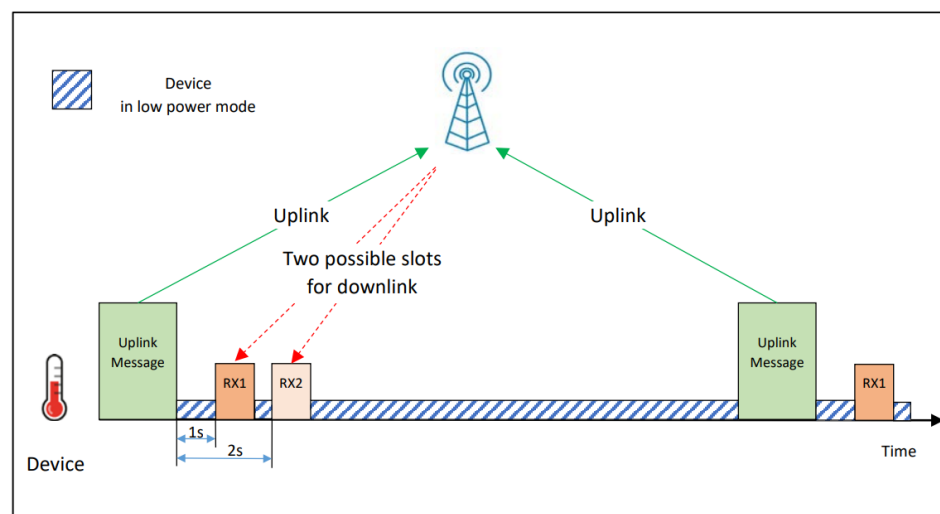 Device
in low power mode
Uplink
Uplink
Two possible slots
for downlink
Uplink
Message
RX1
RX2
Uplink
Message
RX1
1s
2s
Time
Device